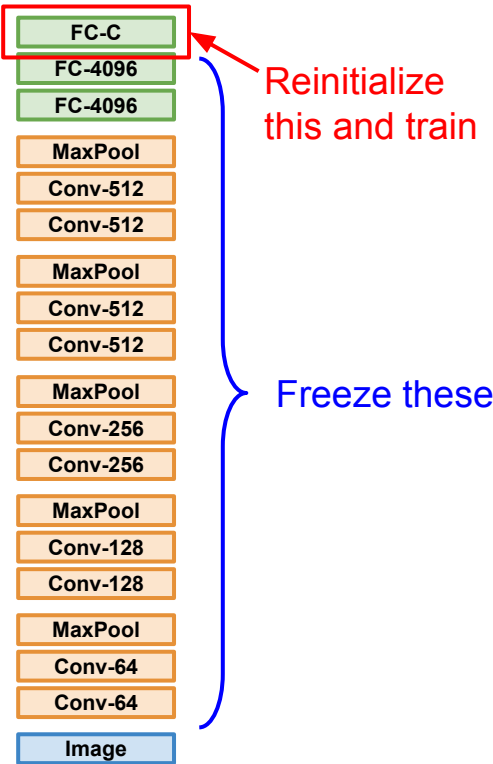 FC-C
FC-4096
FC-4096
Reinitialize
this and train
MaxPool
Conv-512
Conv-512
MaxPool
Conv-512
Conv-512
MaxPool
Conv-256
Conv-256
Freeze these
MaxPool
Conv-128
Conv-128
MaxPool
Conv-64
Conv-64
Image